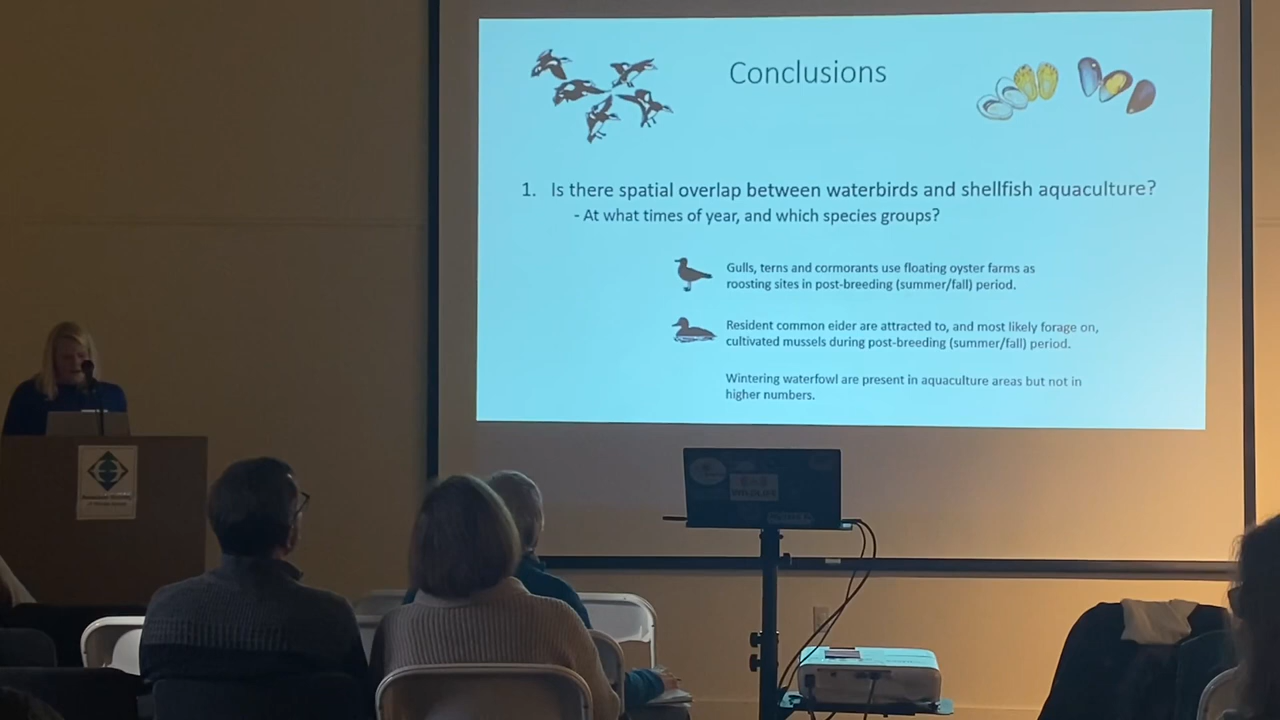 Conclusions
1. Is there spatial overlap between waterbirds and shellfish aquaculture?
- At what times of year, and which species groups?
Gulls, terns and cormorants use floating oyster farms as
roosting sites in post-breeding (summer/fall) period.
Resident common eider are attracted to, and most likely forage on,
cultivated mussels during post-breeding (summer/fall) period.
Wintering waterfowl are present in aquaculture areas but not in
higher numbers.